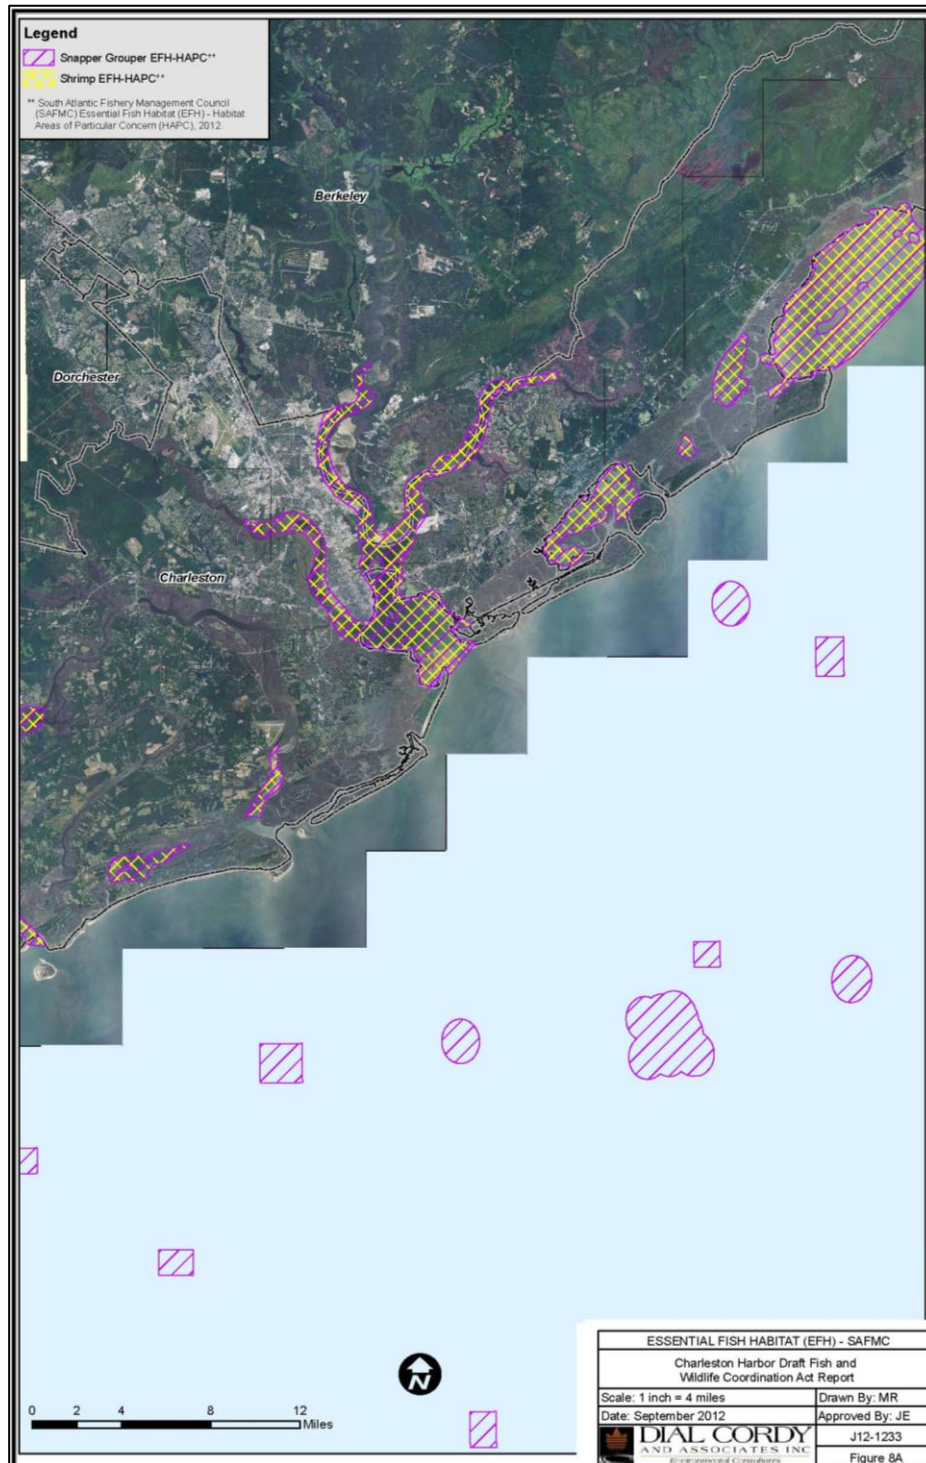 Legend
Snapper Grouper EFH-HAPC**
Shrimp EFH-HAPC**
** South Atlantic Fishery Management Council
(SAFMC) Essential Fish Habitat (EFH) - Habitat
Areas of Particular Concern (HAPC), 2012.
Berkeley
Dorchester
Charleston
N
0 2 4 8 12
Miles
ESSENTIAL FISH HABITAT (EFH) - SAFMC
Charleston Harbor Draft Fish and
Wildlife Coordination Act Report
Scale: 1 inch = 4 miles
Drawn By: MR
Date: September 2012
Approved By: JE
DIAL CORDY
AND ASSOCIATES INC
Environmental Consultants
J12-1233
Figure 8A